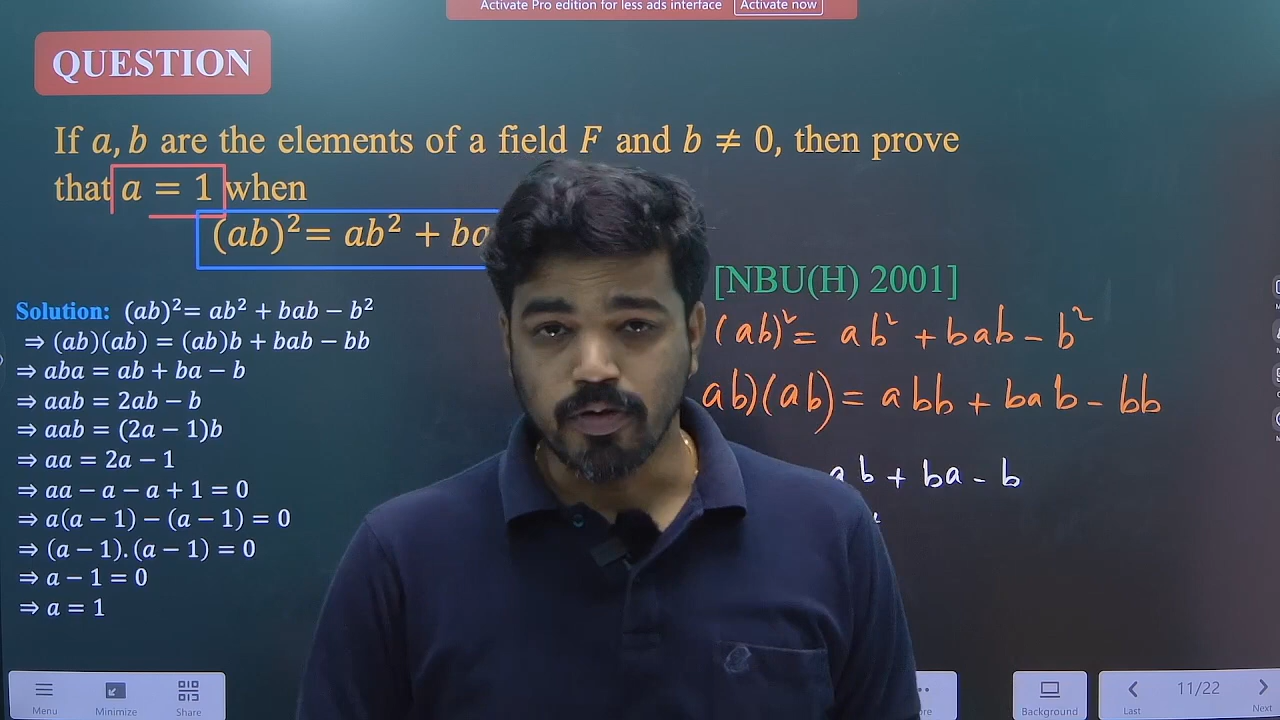 Activate Pro edition for less ads interface Activate now
QUESTION
If a, b are the elements of a field F and b ≠ 0, then prove
that a = 1 when
(ab)² = ab² + ba
[NBU(H) 2001]
Solution: (ab)² = ab² + bab − b²
⇒ (ab)(ab) = (ab)b + bab − bb
⇒ aba = ab + ba − b
⇒ aab = 2ab − b
⇒ aab = (2a − 1)b
⇒ aa = 2a − 1
⇒ aa − a − a + 1 = 0
⇒ a(a − 1) − (a − 1) = 0
⇒ (a − 1).(a − 1) = 0
⇒ a − 1 = 0
⇒ a = 1
(ab)² = ab² + bab − b²
ab)(ab) = abb + bab − bb
ab + ba − b
Menu Minimize Share
Background
Last 11/22 Next